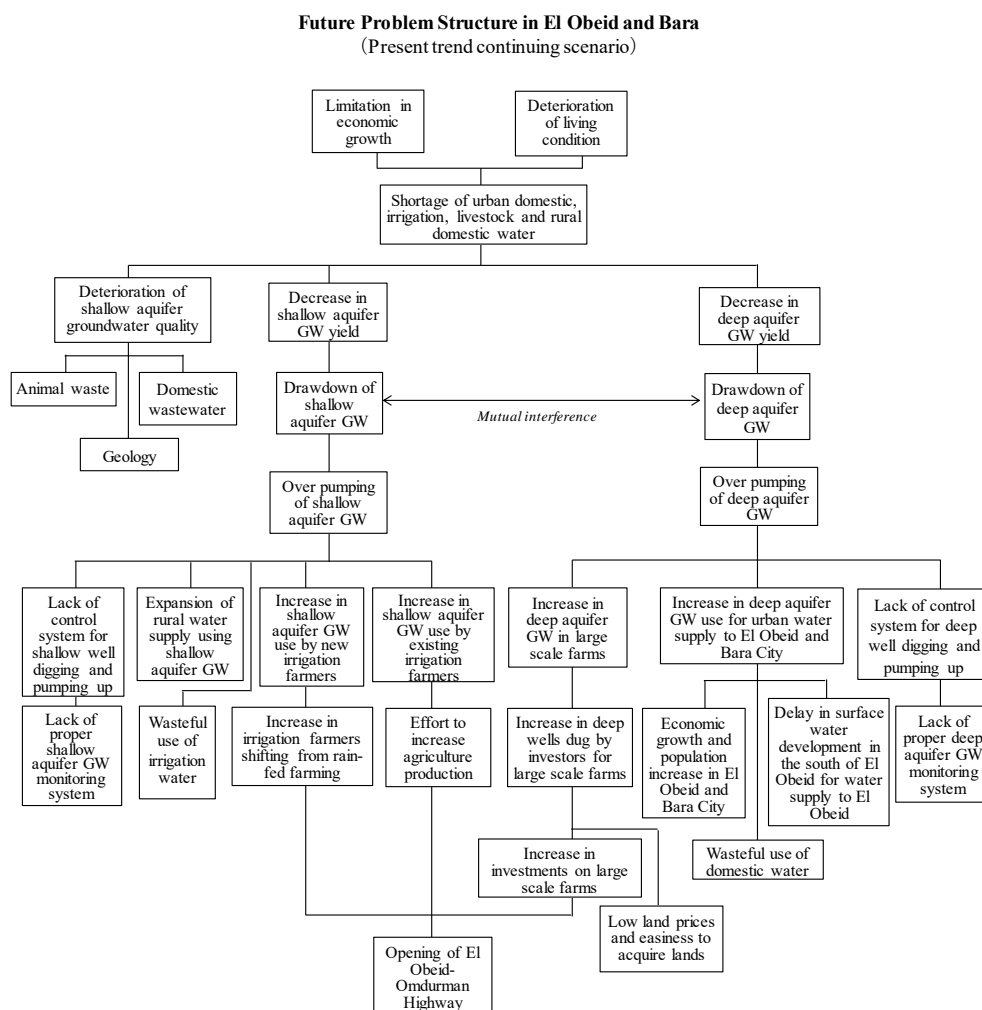 Future Problem Structure in El Obeid and Bara
(Present trend continuing scenario)
Limitation in
economic
growth
Deterioration
of living
condition
Shortage of urban domestic,
irrigation, livestock and rural
domestic water
Deterioration of
shallow aquifer
groundwater quality
Decrease in
shallow aquifer
GW yield
Decrease in
deep aquifer
GW yield
Animal waste
Domestic
wastewater
Geology
Drawdown of
shallow
aquifer GW
Mutual interference
Drawdown of
deep aquifer
GW
Over pumping
of shallow
aquifer GW
Over pumping
of deep aquifer
GW
Lack of
control
system for
shallow well
digging and
pumping up
Expansion of
rural water
supply using
shallow
aquifer GW
Increase in
shallow
aquifer GW
use by new
irrigation
farmers
Increase in
shallow aquifer
GW use by
existing
irrigation
farmers
Increase in
deep aquifer
GW in large
scale farms
Increase in deep aquifer
GW use for urban water
supply to El Obeid and
Bara City
Lack of control
system for deep
well digging and
pumping up
Lack of
proper
shallow
aquifer GW
monitoring
system
Wasteful
use of
irrigation
water
Increase in
irrigation farmers
shifting from rain-
fed farming
Effort to
increase
agriculture
production
Increase in deep
wells dug by
investors for
large scale farms
Economic
growth and
population
increase in El
Obeid and
Bara City
Delay in surface
water
development in
the south of El
Obeid for water
supply to El
Obeid
Lack of
proper deep
aquifer GW
monitoring
system
Increase in
investments on large
scale farms
Wasteful use of
domestic water
Low land prices
and easiness to
acquire lands
Opening of El
Obeid-
Omdurman
Highway